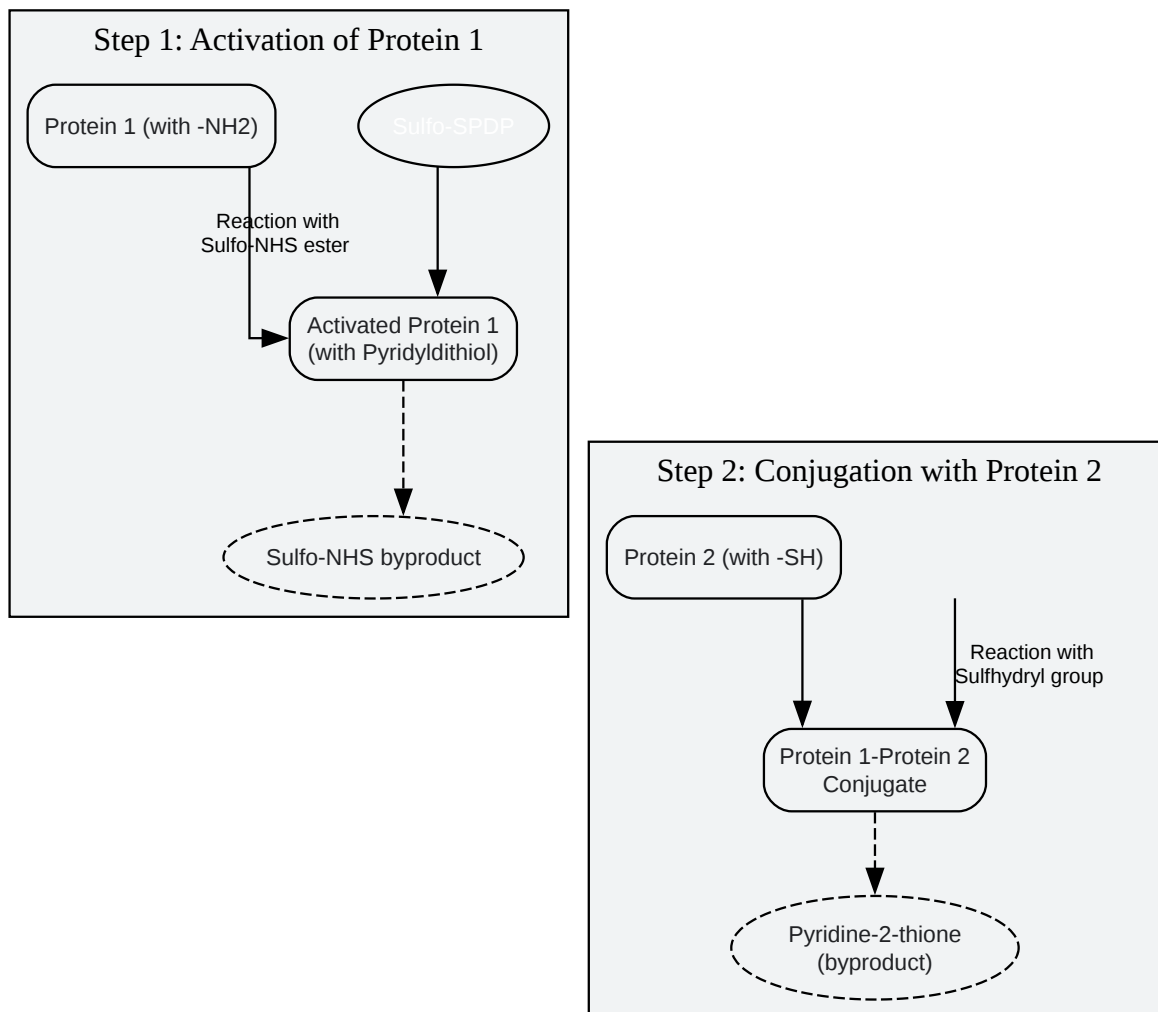 Step 1: Activation of Protein 1
Protein 1 (with -NH2)
Sulfo-SPDP
Reaction with
Sulfo-NHS ester
Activated Protein 1
(with Pyridyldithiol)
Sulfo-NHS byproduct
Step 2: Conjugation with Protein 2
Protein 2 (with -SH)
Reaction with
Sulfhydryl group
Protein 1-Protein 2
Conjugate
Pyridine-2-thione
(byproduct)